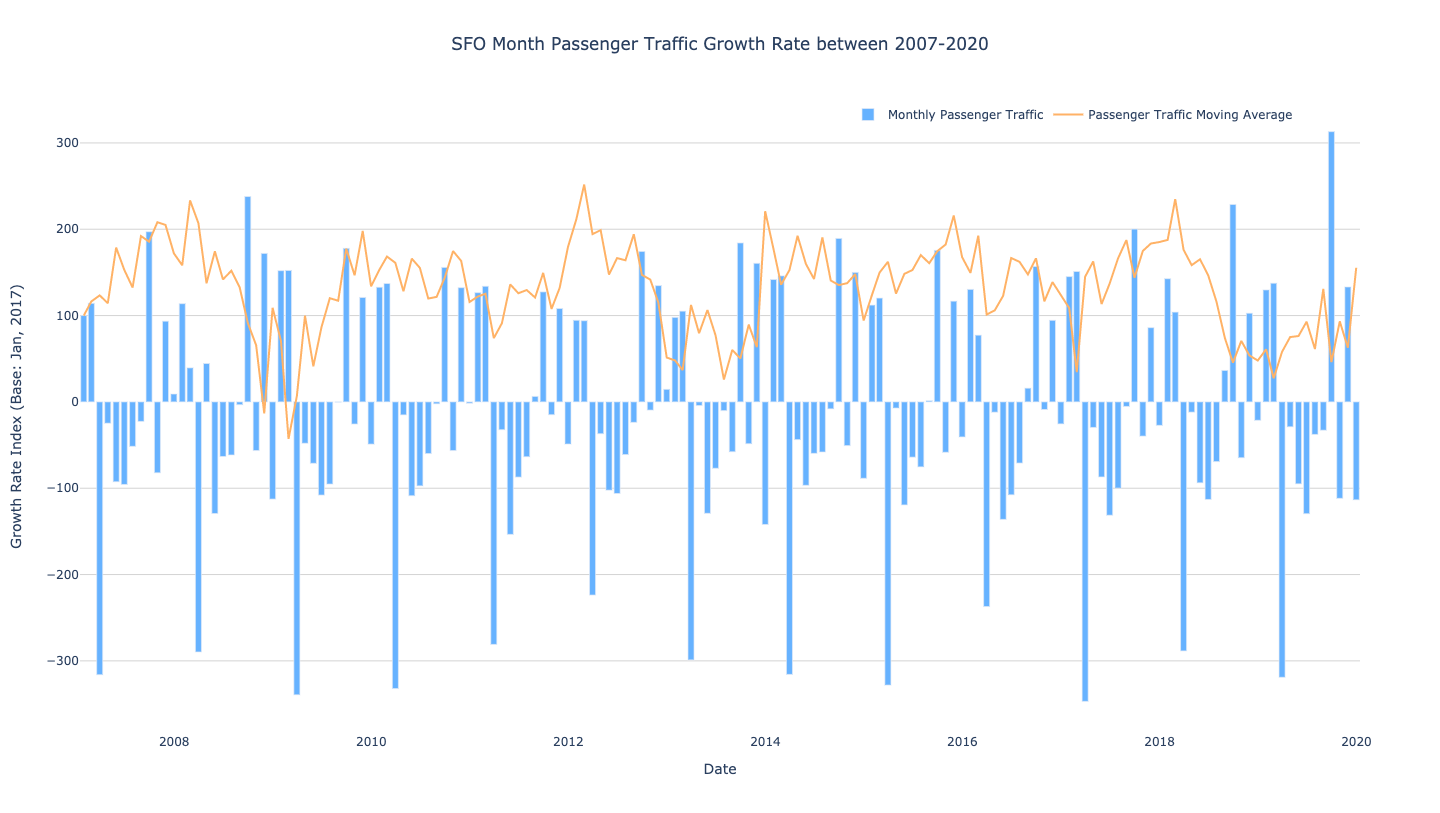 SFO Month Passenger Traffic Growth Rate between 2007-2020
Monthly Passenger Traffic
Passenger Traffic Moving Average
Growth Rate Index (Base: Jan, 2017)
300
200
100
0
−100
−200
−300
2008
2010
2012
2014
2016
2018
2020
Date